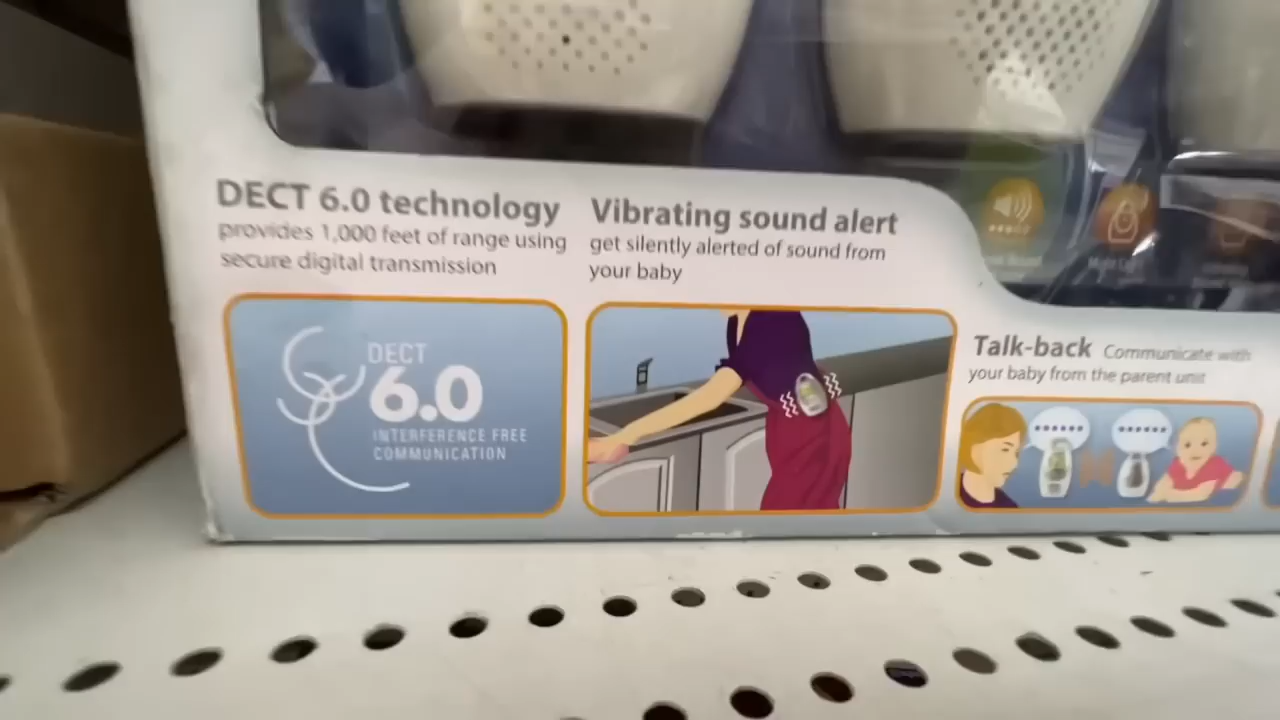 DECT 6.0 technology
provides 1,000 feet of range using
secure digital transmission
Vibrating sound alert
get silently alerted of sound from
your baby
DECT
6.0
INTERFERENCE FREE
COMMUNICATION
Talk-back Communicate with
your baby from the parent unit